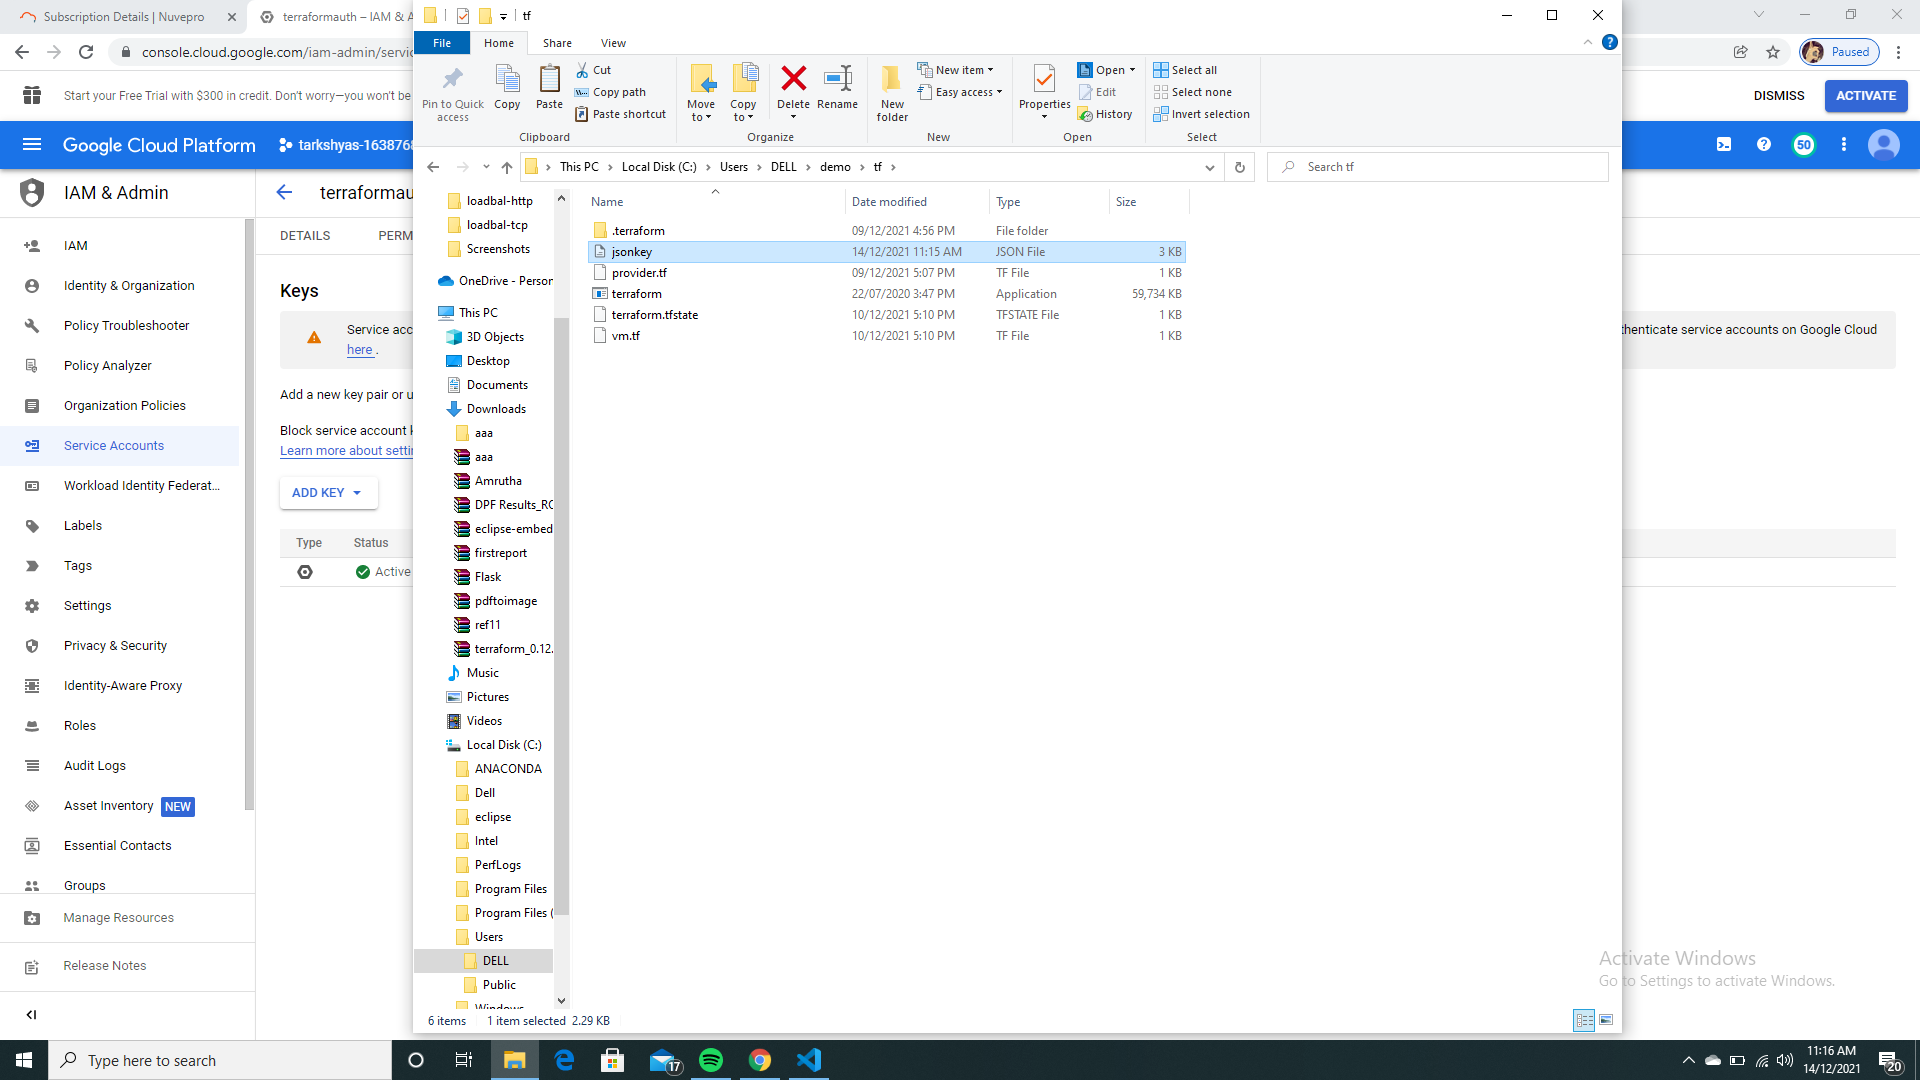 Subscription Details | Nuvepro
terraformauth – IAM & A
console.cloud.google.com/iam-admin/servic
Paused
Start your Free Trial with $300 in credit. Don't worry—you won't be
DISMISS
ACTIVATE
Google Cloud Platform
tarkshyas-1638768
50
IAM & Admin
IAM
Identity & Organization
Policy Troubleshooter
Policy Analyzer
Organization Policies
Service Accounts
Workload Identity Federat...
Labels
Tags
Settings
Privacy & Security
Identity-Aware Proxy
Roles
Audit Logs
Asset Inventory NEW
Essential Contacts
Groups
Manage Resources
Release Notes
terraformau
DETAILS
PERM
Keys
Service acc
here .
thenticate service accounts on Google Cloud
Add a new key pair or u
Block service account k
Learn more about settin
ADD KEY
Type Status
Active
tf
File
Home
Share
View
Pin to Quick access
Copy
Paste
Cut
Copy path
Paste shortcut
Clipboard
Move to
Copy to
Delete
Rename
Organize
New folder
New item
Easy access
New
Properties
Open
Edit
History
Open
Select all
Select none
Invert selection
Select
This PC
Local Disk (C:)
Users
DELL
demo
tf
Search tf
loadbal-http
loadbal-tcp
Screenshots
OneDrive - Person
This PC
3D Objects
Desktop
Documents
Downloads
aaa
aaa
Amrutha
DPF Results_RC
eclipse-embed
firstreport
Flask
pdftoimage
ref11
terraform_0.12.
Music
Pictures
Videos
Local Disk (C:)
ANACONDA
Dell
eclipse
Intel
PerfLogs
Program Files
Program Files (
Users
DELL
Public
Windows
Name Date modified Type Size
.terraform 09/12/2021 4:56 PM File folder
jsonkey 14/12/2021 11:15 AM JSON File 3 KB
provider.tf 09/12/2021 5:07 PM TF File 1 KB
terraform 22/07/2020 3:47 PM Application 59,734 KB
terraform.tfstate 10/12/2021 5:10 PM TFSTATE File 1 KB
vm.tf 10/12/2021 5:10 PM TF File 1 KB
6 items 1 item selected 2.29 KB
Activate Windows
Go to Settings to activate Windows.
Type here to search
17
11:16 AM
14/12/2021
20